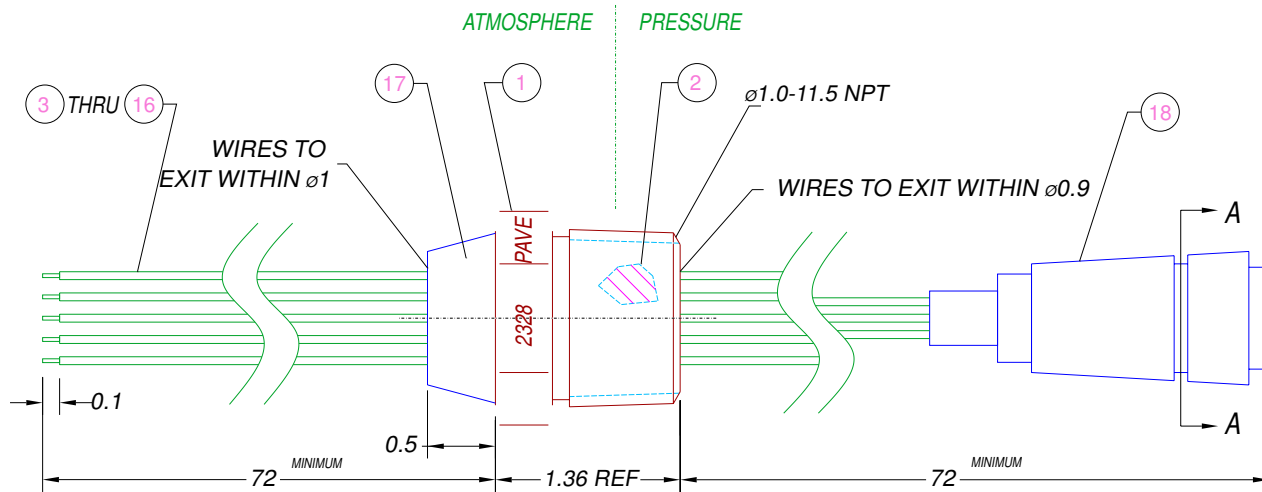 ATMOSPHERE PRESSURE
17 1 2
3 THRU 16
ø1.0-11.5 NPT
18
WIRES TO
EXIT WITHIN ø1
WIRES TO EXIT WITHIN ø0.9
A
PAVE
2328
0.1
0.5
A
72 MINIMUM
1.36 REF
72 MINIMUM